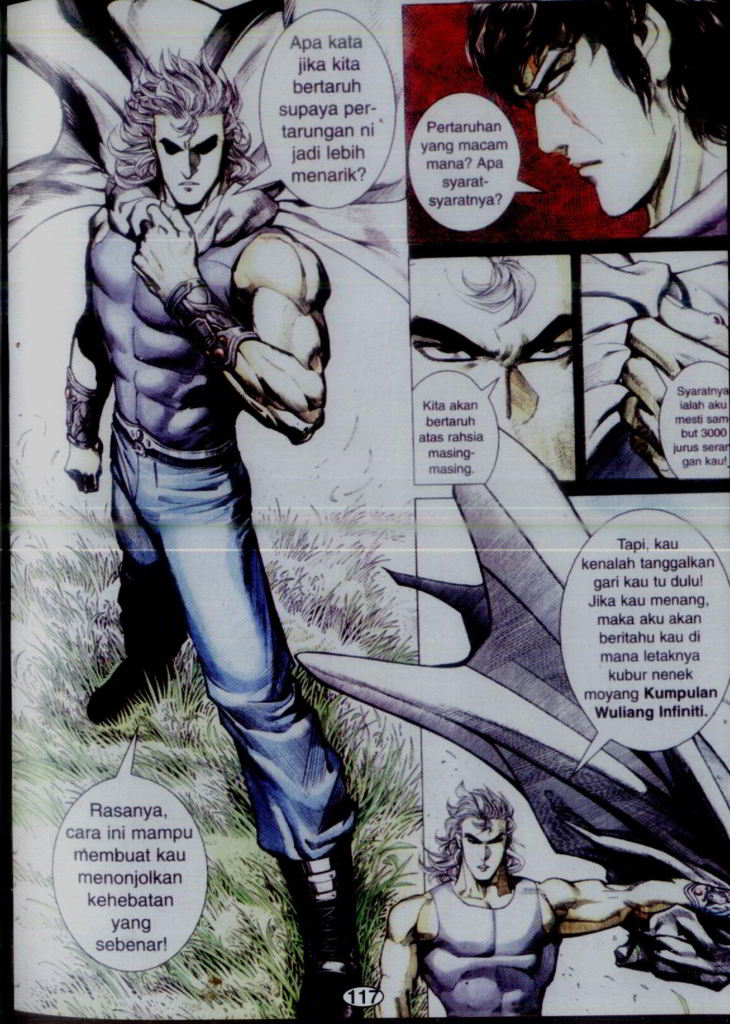 Apa kata
jika kita
bertaruh
supaya per-
tarungan ni
jadi lebih
menarik?
Pertaruhan
yang macam
mana? Apa
syarat-
syaratnya?
Kita akan
bertaruh
atas rahsia
masing-
masing.
Syaratnya
ialah aku
mesti sam
but 3000
jurus seran
gan kau!
Tapi, kau
kenalah tanggalkan
gari kau tu dulu!
Jika kau menang,
maka aku akan
beritahu kau di
mana letaknya
kubur nenek
moyang Kumpulan
Wuliang Infiniti.
Rasanya,
cara ini mampu
membuat kau
menonjolkan
kehebatan
yang
sebenar!
117